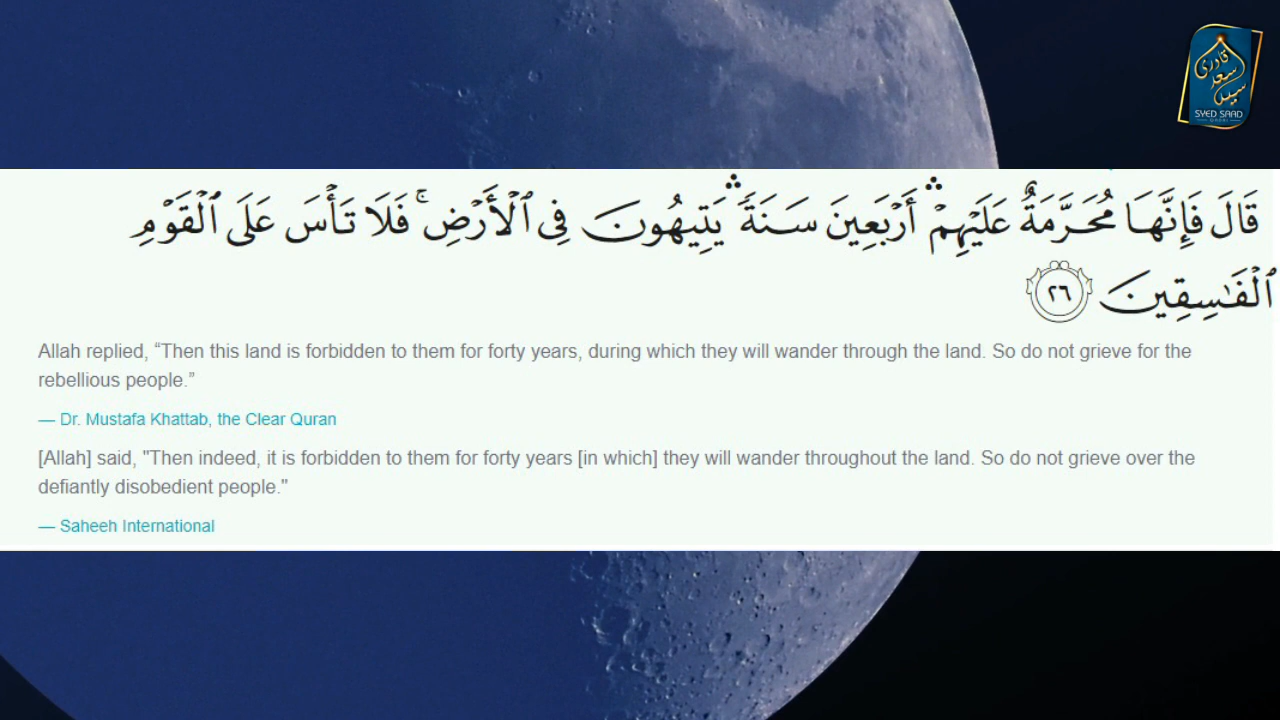 قادری
سعد
سید
SYED SAAD
قَالَ فَإِنَّهَا مُحَرَّمَةٌ عَلَيْهِمْ ۛ أَرْبَعِينَ سَنَةً ۛ يَتِيهُونَ فِى ٱلْأَرْضِ ۚ فَلَا تَأْسَ عَلَى ٱلْقَوْمِ
ٱلْفَـٰسِقِينَ ٢٦
Allah replied, “Then this land is forbidden to them for forty years, during which they will wander through the land. So do not grieve for the
rebellious people.”
— Dr. Mustafa Khattab, the Clear Quran
[Allah] said, "Then indeed, it is forbidden to them for forty years [in which] they will wander throughout the land. So do not grieve over the
defiantly disobedient people."
— Saheeh International